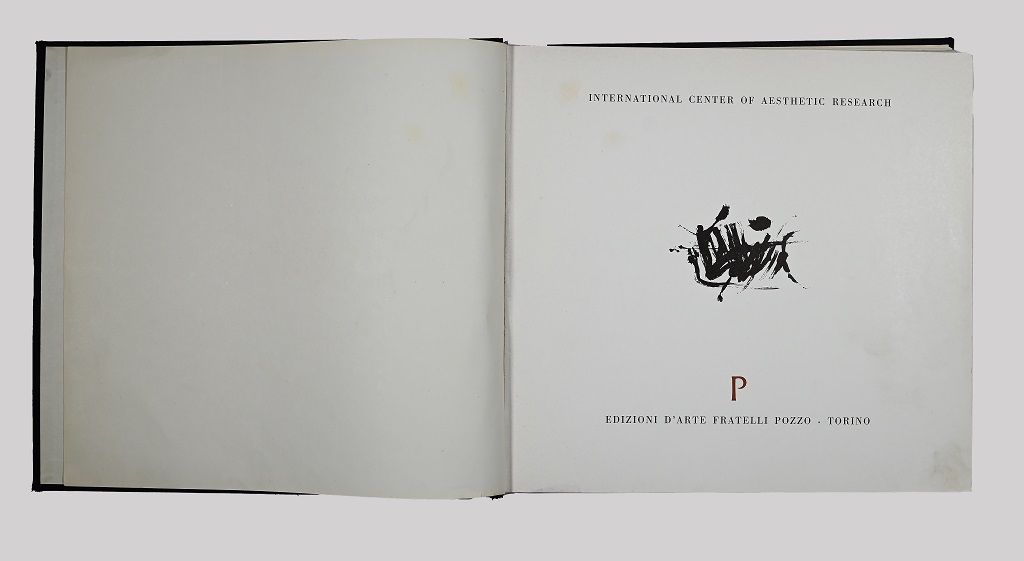 INTERNATIONAL CENTER OF AESTHETIC RESEARCH
P
EDIZIONI D'ARTE FRATELLI POZZO - TORINO